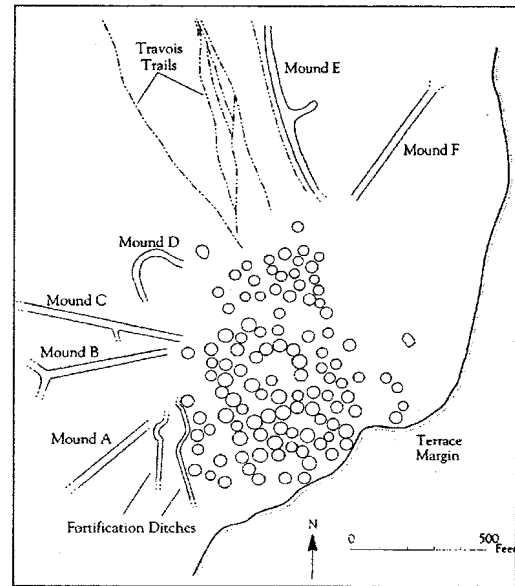 Travois
Trails
Mound E
Mound F
Mound D
Mound C
Mound B
Mound A
Terrace
Margin
Fortification Ditches
N
0 500
Feet